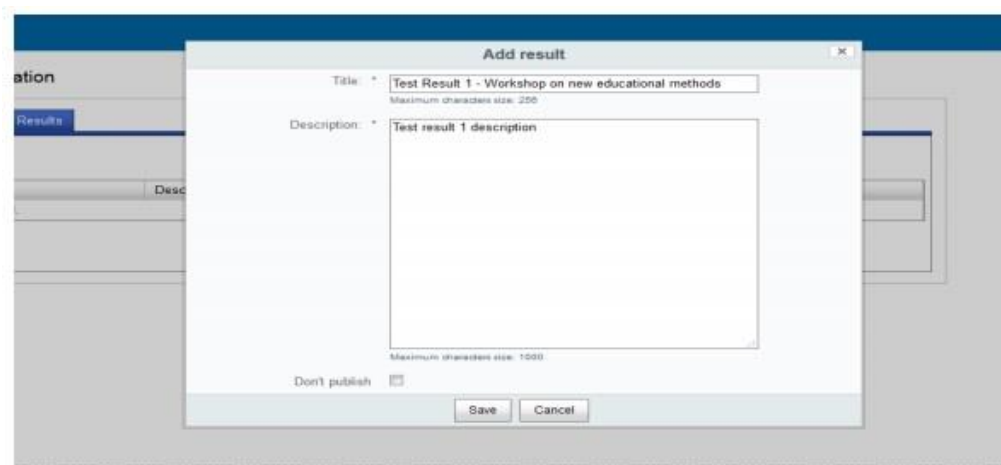 Add result
ation
Title: * Test Result 1 - Workshop on new educational methods
Maximum characters size: 256
Results
Description: * Test result 1 description
Desc
Maximum characters size: 1000
Don't publish
Save Cancel